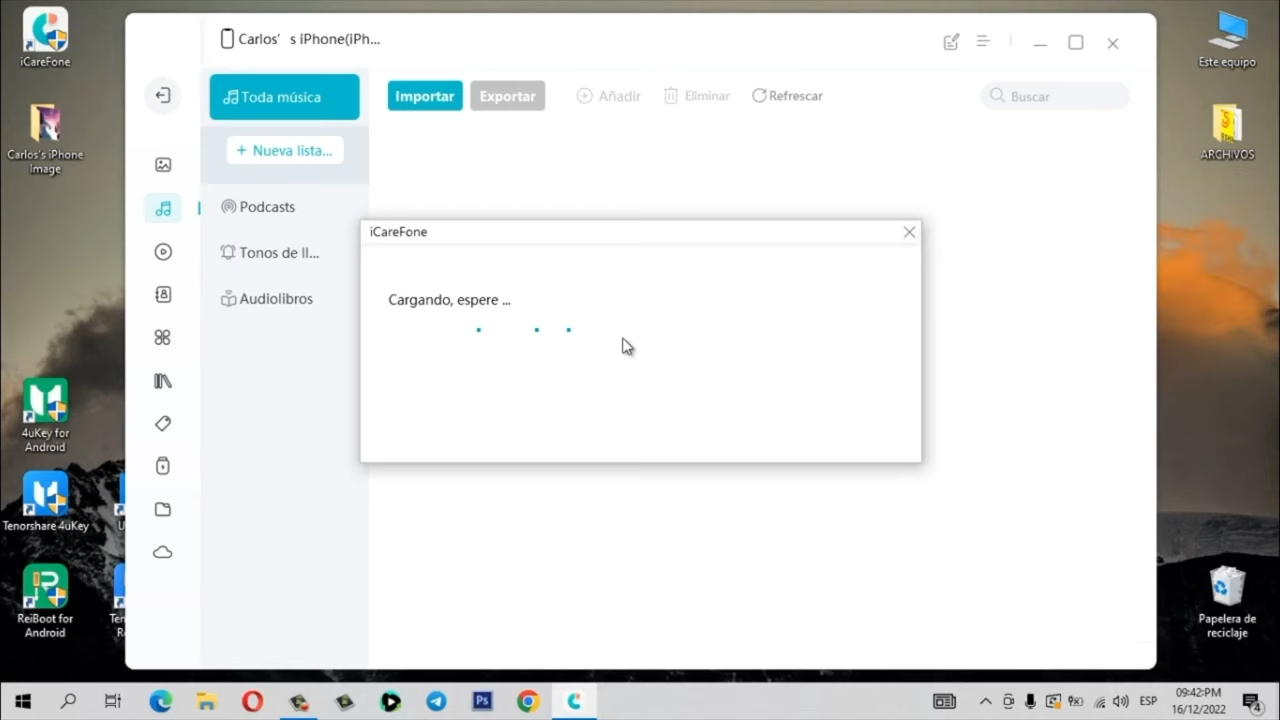 iCareFone
Carlos's iPhone
Image
4uKey for
Android
Tenorshare 4uKey
ReiBoot for
Android
Carlos’ s iPhone(iPh...
Toda música
+ Nueva lista...
Podcasts
Tonos de ll...
Audiolibros
Importar
Exportar
Añadir
Eliminar
Refrescar
Buscar
iCareFone
Cargando, espere ...
Este equipo
ARCHIVOS
Papelera de
reciclaje
Ps
ESP
09:42:PM
16/12/2022
4